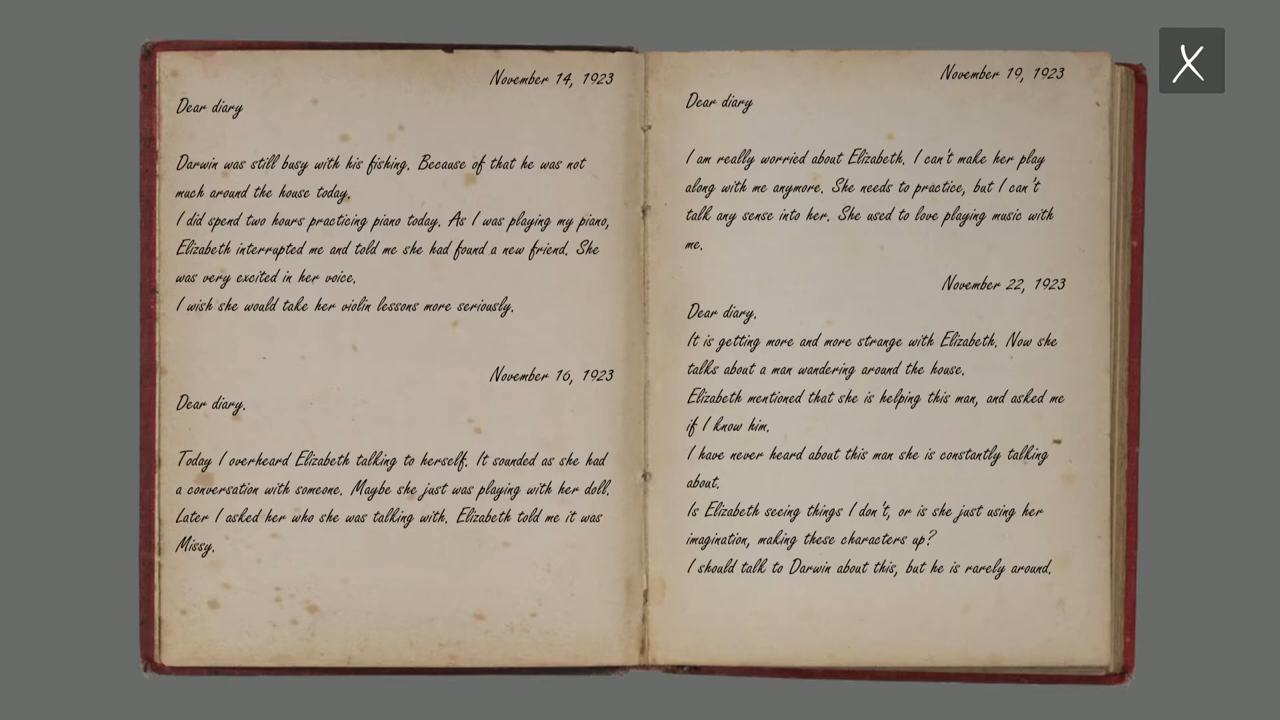 November 14, 1923
Dear diary
Darwin was still busy with his fishing. Because of that he was not
much around the house today.
I did spend two hours practicing piano today. As I was playing my piano,
Elizabeth interrupted me and told me she had found a new friend. She
was very excited in her voice.
I wish she would take her violin lessons more seriously.
November 16, 1923
Dear diary.
Today I overheard Elizabeth talking to herself. It sounded as she had
a conversation with someone. Maybe she just was playing with her doll.
Later I asked her who she was talking with. Elizabeth told me it was
Missy.
November 19, 1923
Dear diary
I am really worried about Elizabeth. I can't make her play
along with me anymore. She needs to practice, but I can't
talk any sense into her. She used to love playing music with
me.
November 22, 1923
Dear diary.
It is getting more and more strange with Elizabeth. Now she
talks about a man wandering around the house.
Elizabeth mentioned that she is helping this man, and asked me
if I know him.
I have never heard about this man she is constantly talking
about.
Is Elizabeth seeing things I don't, or is she just using her
imagination, making these characters up?
I should talk to Darwin about this, but he is rarely around.
X